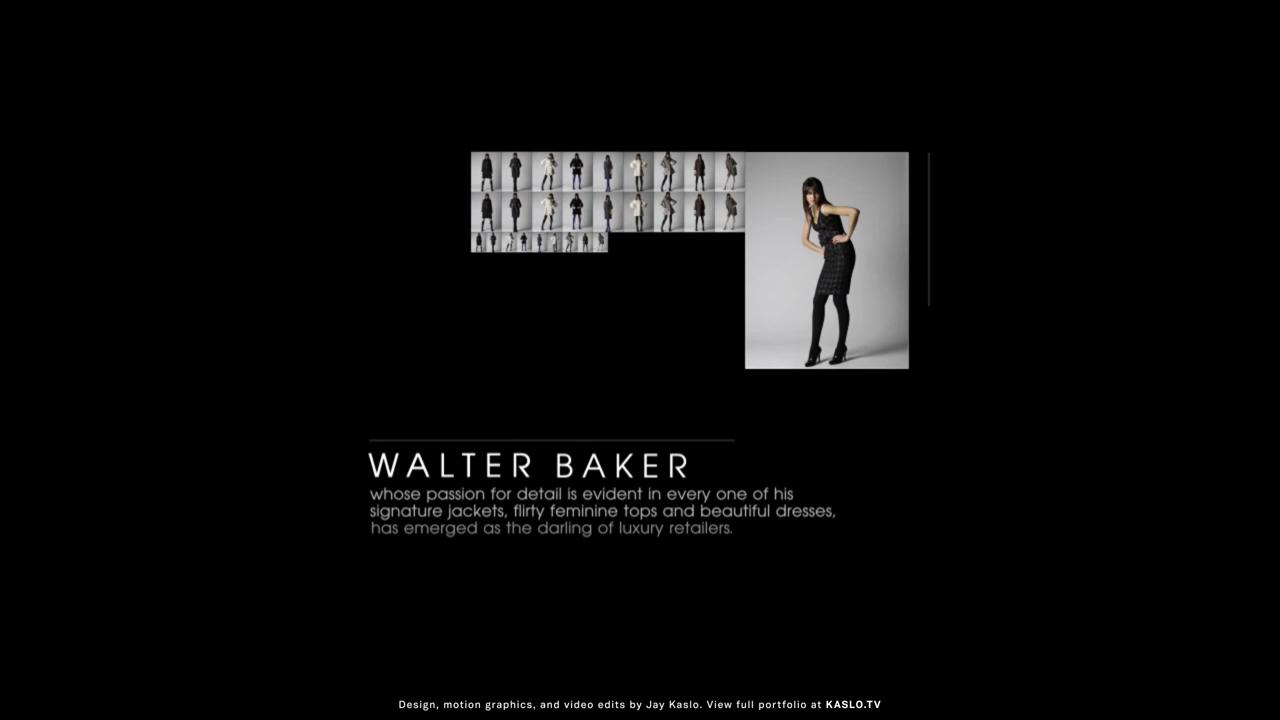 WALTER BAKER
whose passion for detail is evident in every one of his
signature jackets, flirty feminine tops and beautiful dresses,
has emerged as the darling of luxury retailers.
Design, motion graphics, and video edits by Jay Kaslo. View full portfolio at KASLO.TV